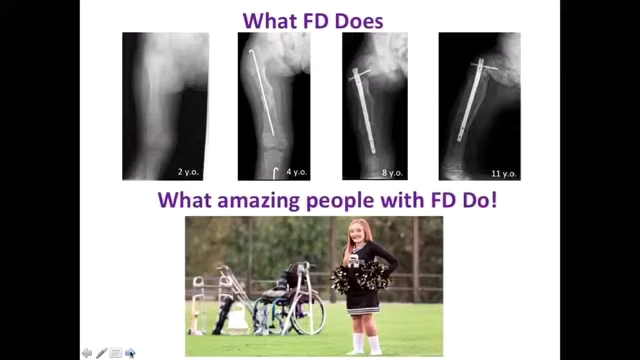 What FD Does
2 y.o.
4 y.o.
8 y.o.
11 y.o.
What amazing people with FD Do!